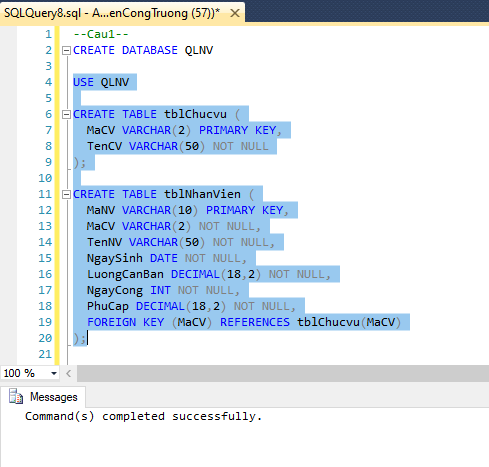 SQLQuery8.sql - A...enCongTruong (57))*
1 --Cau1--
2 CREATE DATABASE QLNV
3
4 USE QLNV
5
6 CREATE TABLE tblChucvu (
7 MaCV VARCHAR(2) PRIMARY KEY,
8 TenCV VARCHAR(50) NOT NULL
9 );
10
11 CREATE TABLE tblNhanVien (
12 MaNV VARCHAR(10) PRIMARY KEY,
13 MaCV VARCHAR(2) NOT NULL,
14 TenNV VARCHAR(50) NOT NULL,
15 NgaySinh DATE NOT NULL,
16 LuongCanBan DECIMAL(18,2) NOT NULL,
17 NgayCong INT NOT NULL,
18 PhuCap DECIMAL(18,2) NOT NULL,
19 FOREIGN KEY (MaCV) REFERENCES tblChucvu(MaCV)
20 );
21
100 %
Messages
Command(s) completed successfully.